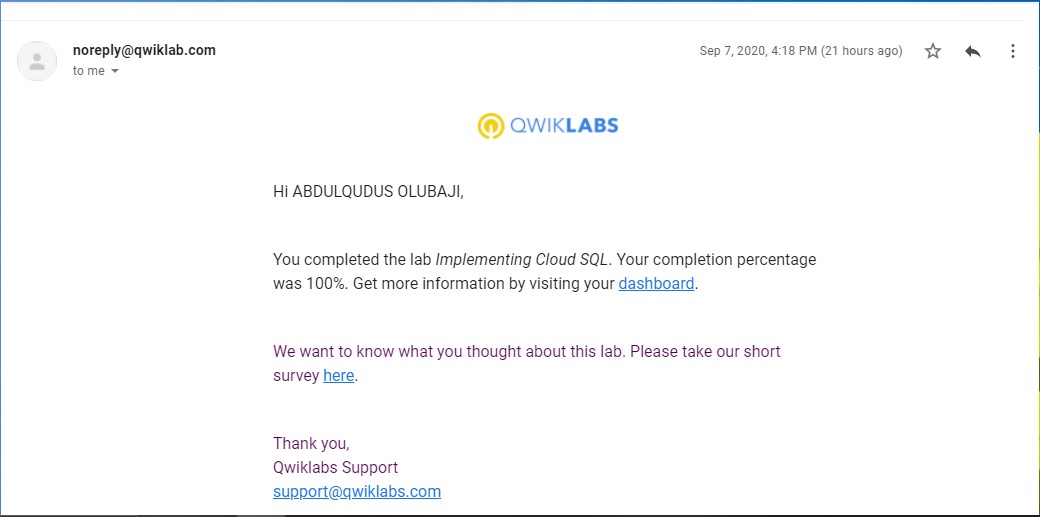 noreply@qwiklab.com
Sep 7, 2020, 4:18 PM (21 hours ago)
to me
QWIKLABS
Hi ABDULQUDUS OLUBAJI,
You completed the lab Implementing Cloud SQL. Your completion percentage
was 100%. Get more information by visiting your dashboard.
We want to know what you thought about this lab. Please take our short
survey here.
Thank you,
Qwiklabs Support
support@qwiklabs.com